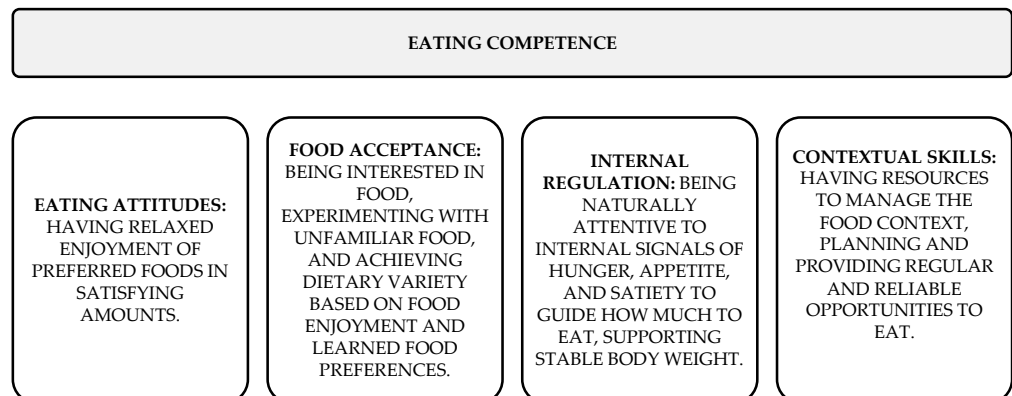 EATING COMPETENCE
EATING ATTITUDES:
HAVING RELAXED
ENJOYMENT OF
PREFERRED FOODS IN
SATISFYING
AMOUNTS.
FOOD ACCEPTANCE:
BEING INTERESTED IN
FOOD,
EXPERIMENTING WITH
UNFAMILIAR FOOD,
AND ACHIEVING
DIETARY VARIETY
BASED ON FOOD
ENJOYMENT AND
LEARNED FOOD
PREFERENCES.
INTERNAL
REGULATION: BEING
NATURALLY
ATTENTIVE TO
INTERNAL SIGNALS OF
HUNGER, APPETITE,
AND SATIETY TO
GUIDE HOW MUCH TO
EAT, SUPPORTING
STABLE BODY WEIGHT.
CONTEXTUAL SKILLS:
HAVING RESOURCES
TO MANAGE THE
FOOD CONTEXT,
PLANNING AND
PROVIDING REGULAR
AND RELIABLE
OPPORTUNITIES TO
EAT.